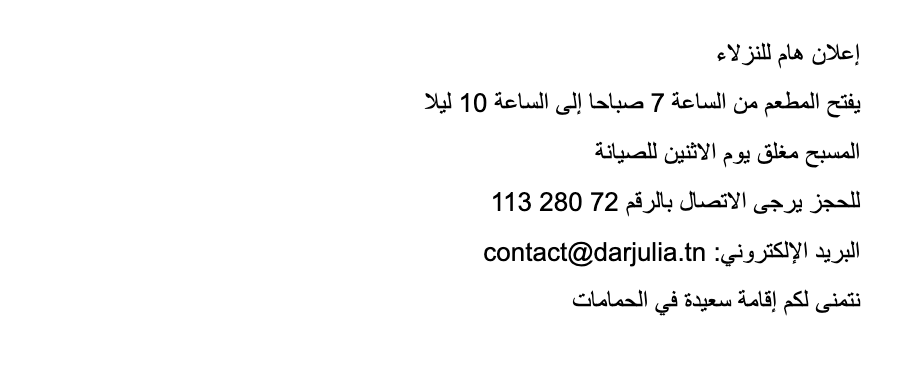 إعلان هام للنزلاء
يفتح المطعم من الساعة 7 صباحا إلى الساعة 10 ليلا
المسبح مغلق يوم الاثنين للصيانة
للحجز يرجى الاتصال بالرقم 72 280 113
البريد الإلكتروني: contact@darjulia.tn
نتمنى لكم إقامة سعيدة في الحمامات